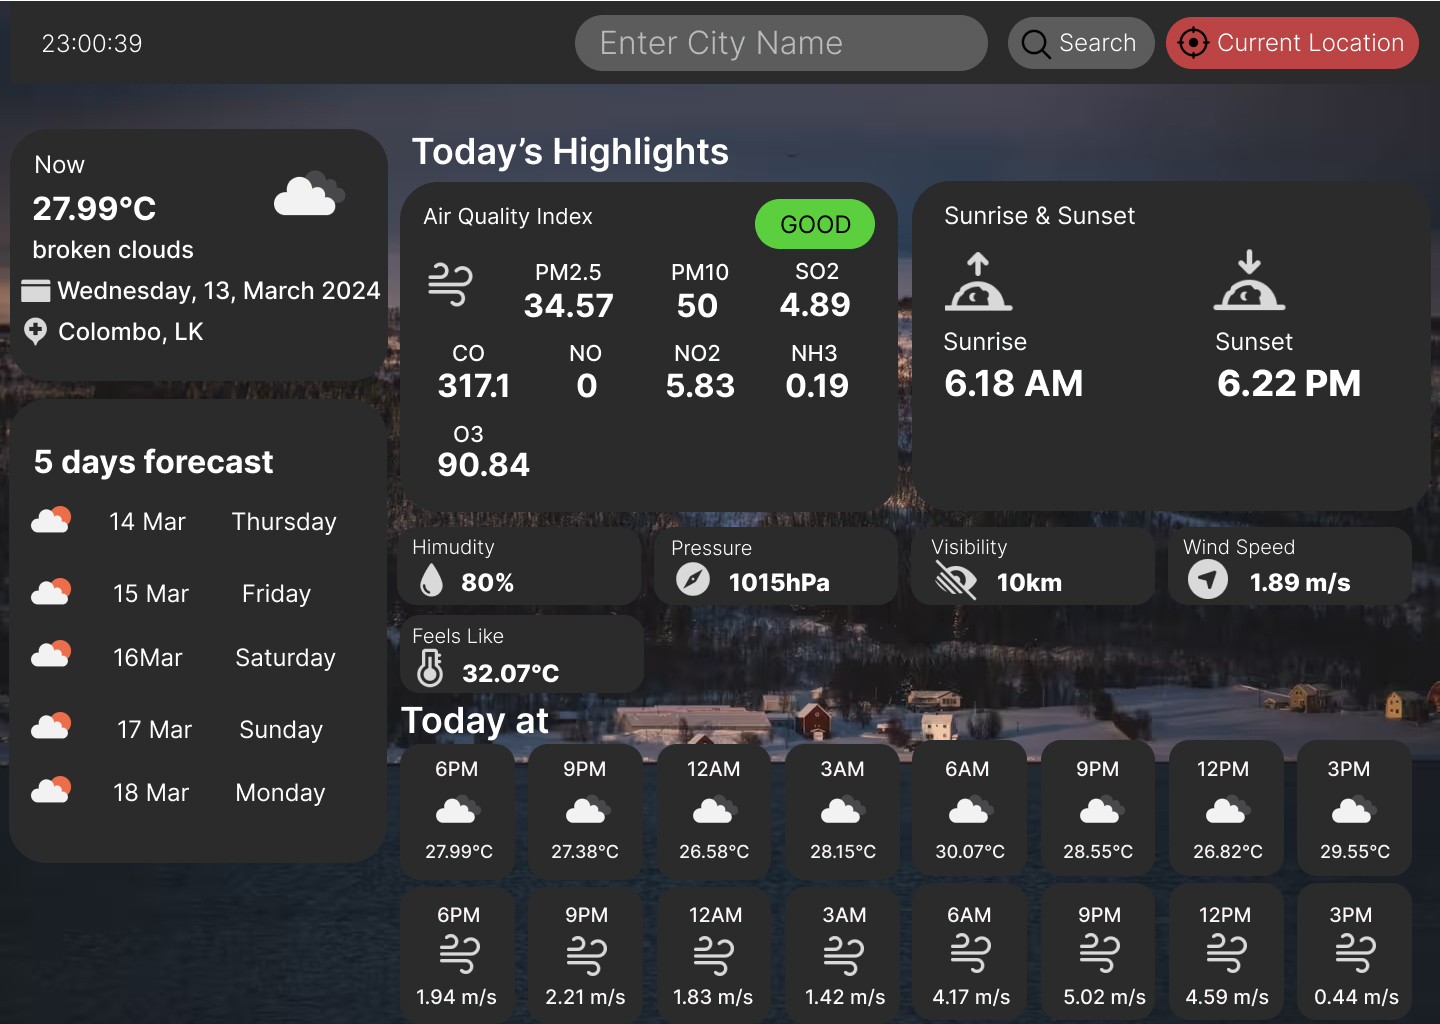 23:00:39
Enter City Name
Search
Current Location
Now
27.99°C
broken clouds
Wednesday, 13, March 2024
Colombo, LK
5 days forecast
14 Mar Thursday
15 Mar Friday
16Mar Saturday
17 Mar Sunday
18 Mar Monday
Today’s Highlights
Air Quality Index
GOOD
PM2.5 PM10 SO2
34.57 50 4.89
CO NO NO2 NH3
317.1 0 5.83 0.19
O3
90.84
Sunrise & Sunset
Sunrise Sunset
6.18 AM 6.22 PM
Himudity
80%
Pressure
1015hPa
Visibility
10km
Wind Speed
1.89 m/s
Feels Like
32.07°C
Today at
6PM 9PM 12AM 3AM 6AM 9PM 12PM 3PM
27.99°C 27.38°C 26.58°C 28.15°C 30.07°C 28.55°C 26.82°C 29.55°C
6PM 9PM 12AM 3AM 6AM 9PM 12PM 3PM
1.94 m/s 2.21 m/s 1.83 m/s 1.42 m/s 4.17 m/s 5.02 m/s 4.59 m/s 0.44 m/s